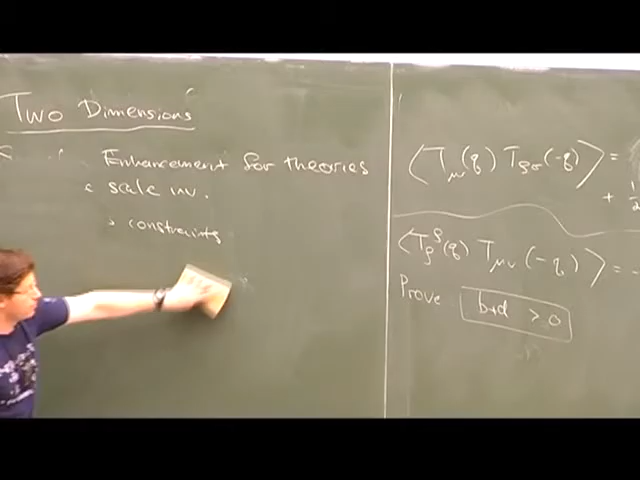 Two Dimensions
Enhancement for theories
scale inv.
constraints
⟨T_μν(q) T_ρσ(-q)⟩ =
+ 1/2
⟨T_ρ^ρ(q) T_μν(-q)⟩ = -
Prove b+d > 0